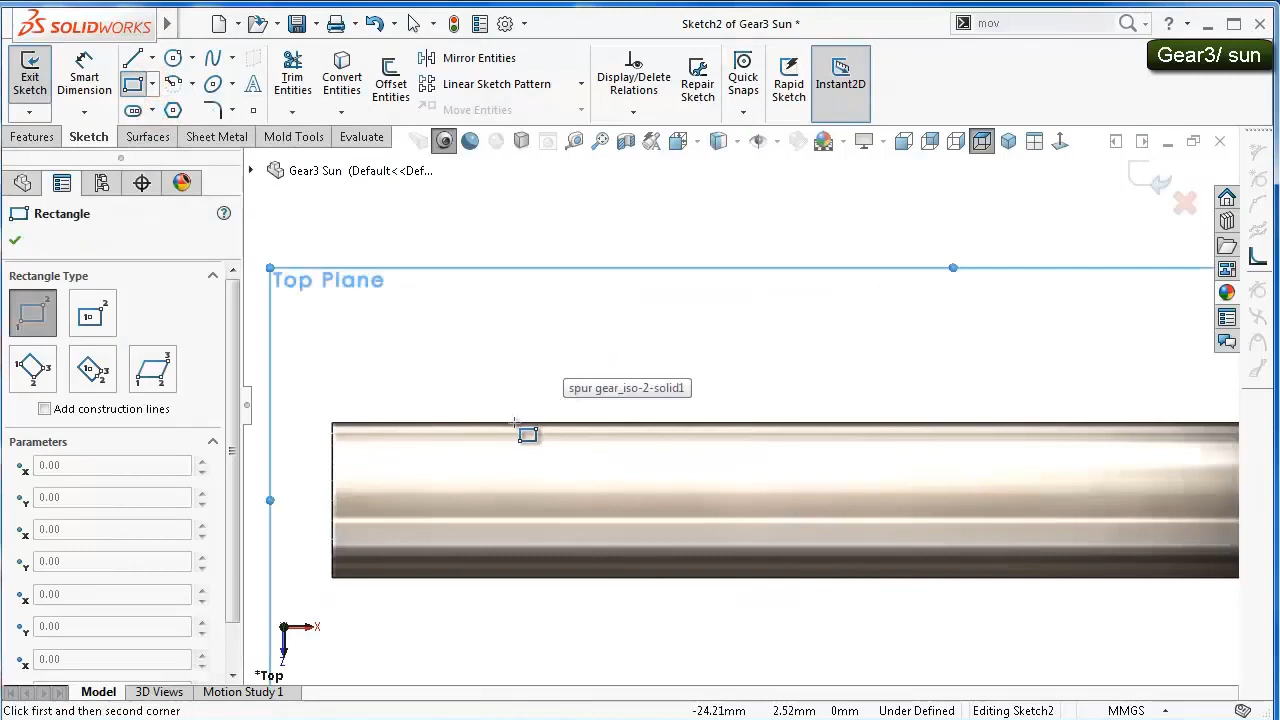 SOLIDWORKS
Sketch2 of Gear3 Sun *
mov
Gear3/ sun
Exit Sketch
Smart Dimension
Trim Entities
Convert Entities
Offset Entities
Mirror Entities
Linear Sketch Pattern
Move Entities
Display/Delete Relations
Repair Sketch
Quick Snaps
Rapid Sketch
Instant2D
Features
Sketch
Surfaces
Sheet Metal
Mold Tools
Evaluate
Gear3 Sun (Default<<Def...
Rectangle
Rectangle Type
Add construction lines
Parameters
0.00
0.00
0.00
0.00
0.00
0.00
0.00
Top Plane
spur gear_iso-2-solid1
X
Z
*Top
Model
3D Views
Motion Study 1
Click first and then second corner
-24.21mm
2.52mm
0mm
Under Defined
Editing Sketch2
MMGS